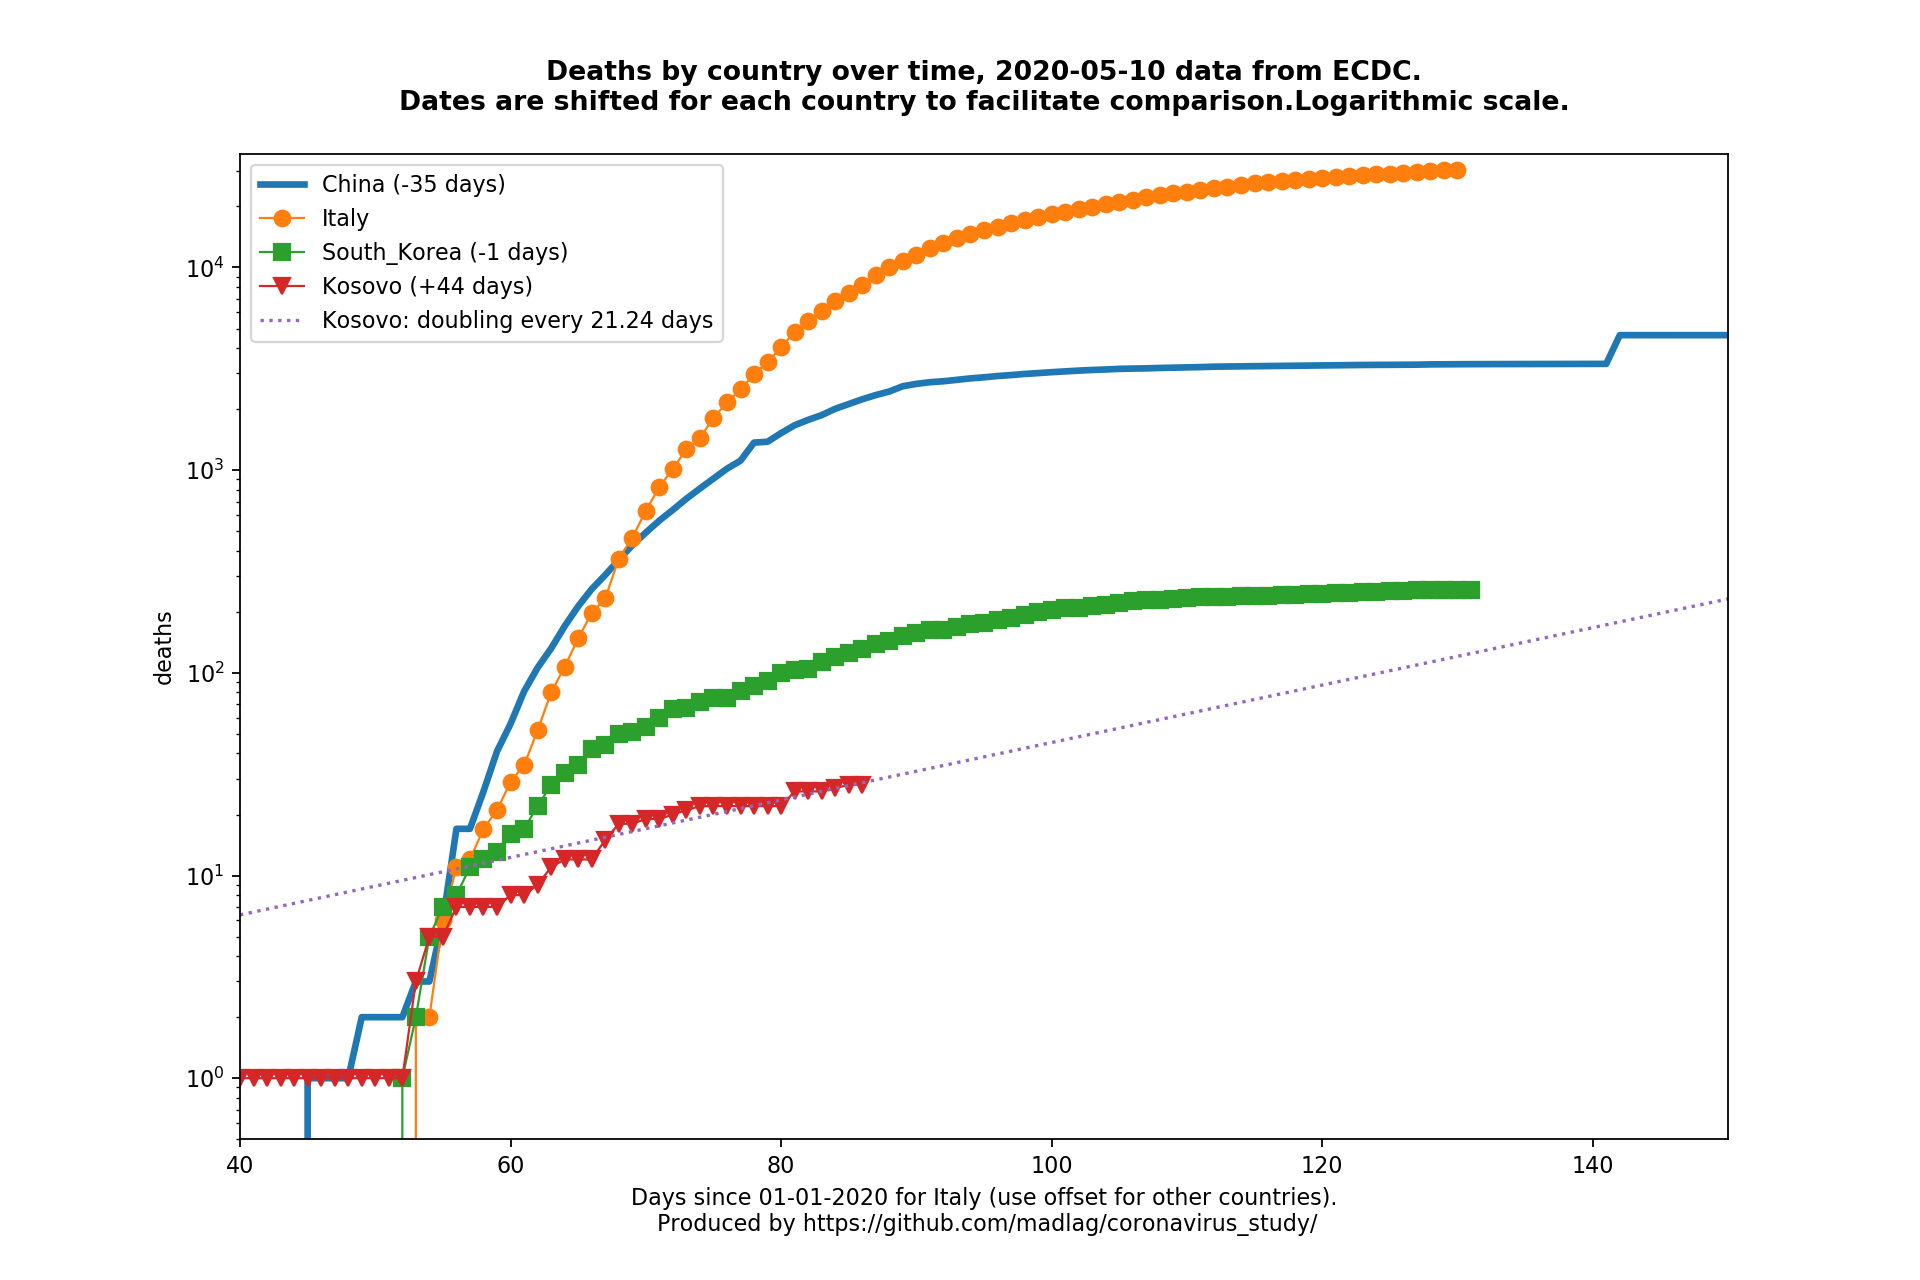 Deaths by country over time, 2020-05-10 data from ECDC.
Dates are shifted for each country to facilitate comparison.Logarithmic scale.
China (-35 days)
Italy
South_Korea (-1 days)
Kosovo (+44 days)
Kosovo: doubling every 21.24 days
deaths
10⁴
10³
10²
10¹
10⁰
40 60 80 100 120 140
Days since 01-01-2020 for Italy (use offset for other countries).
Produced by https://github.com/madlag/coronavirus_study/